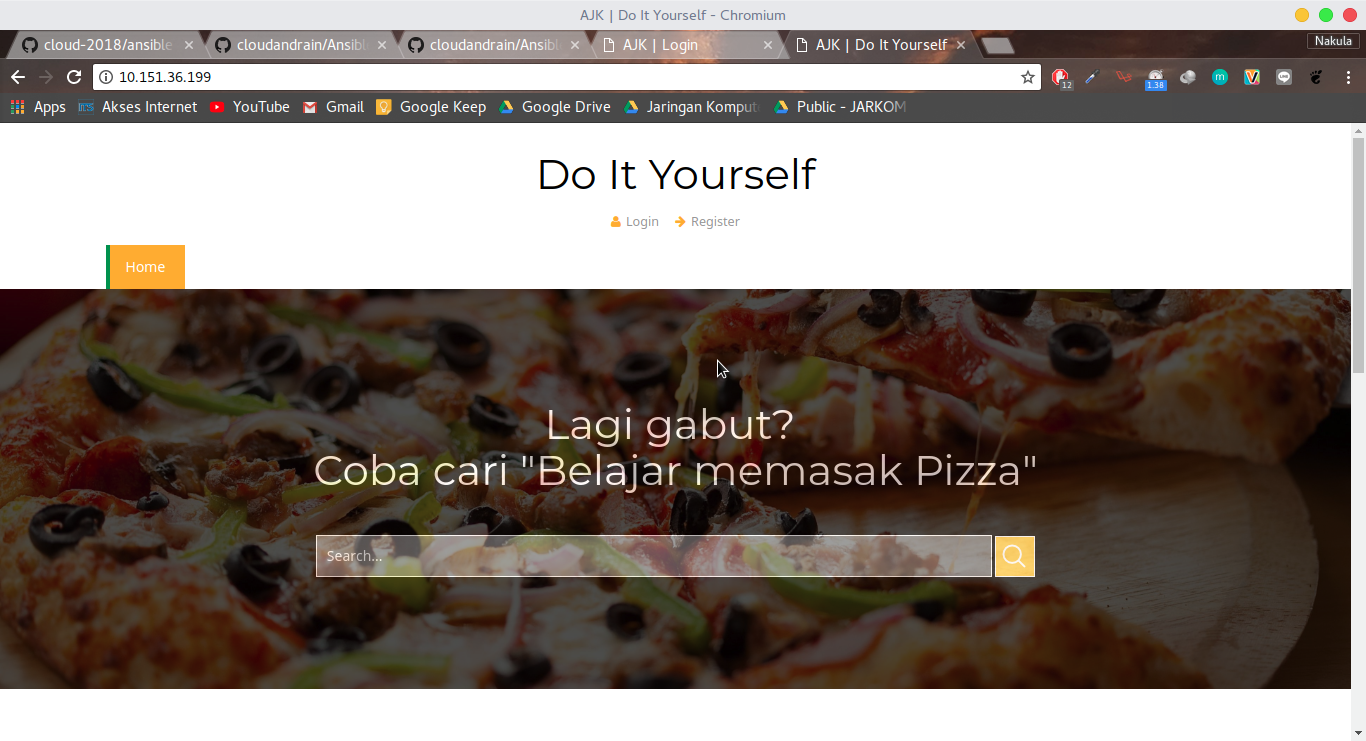 AJK | Do It Yourself - Chromium
cloud-2018/ansible
cloudandrain/Ansibl
cloudandrain/Ansibl
AJK | Login
AJK | Do It Yourself
Nakula
10.151.36.199
12
1.38
Apps
Akses Internet
YouTube
Gmail
Google Keep
Google Drive
Jaringan Komput
Public - JARKOM
Do It Yourself
Login
Register
Home
Lagi gabut?
Coba cari "Belajar memasak Pizza"
Search...